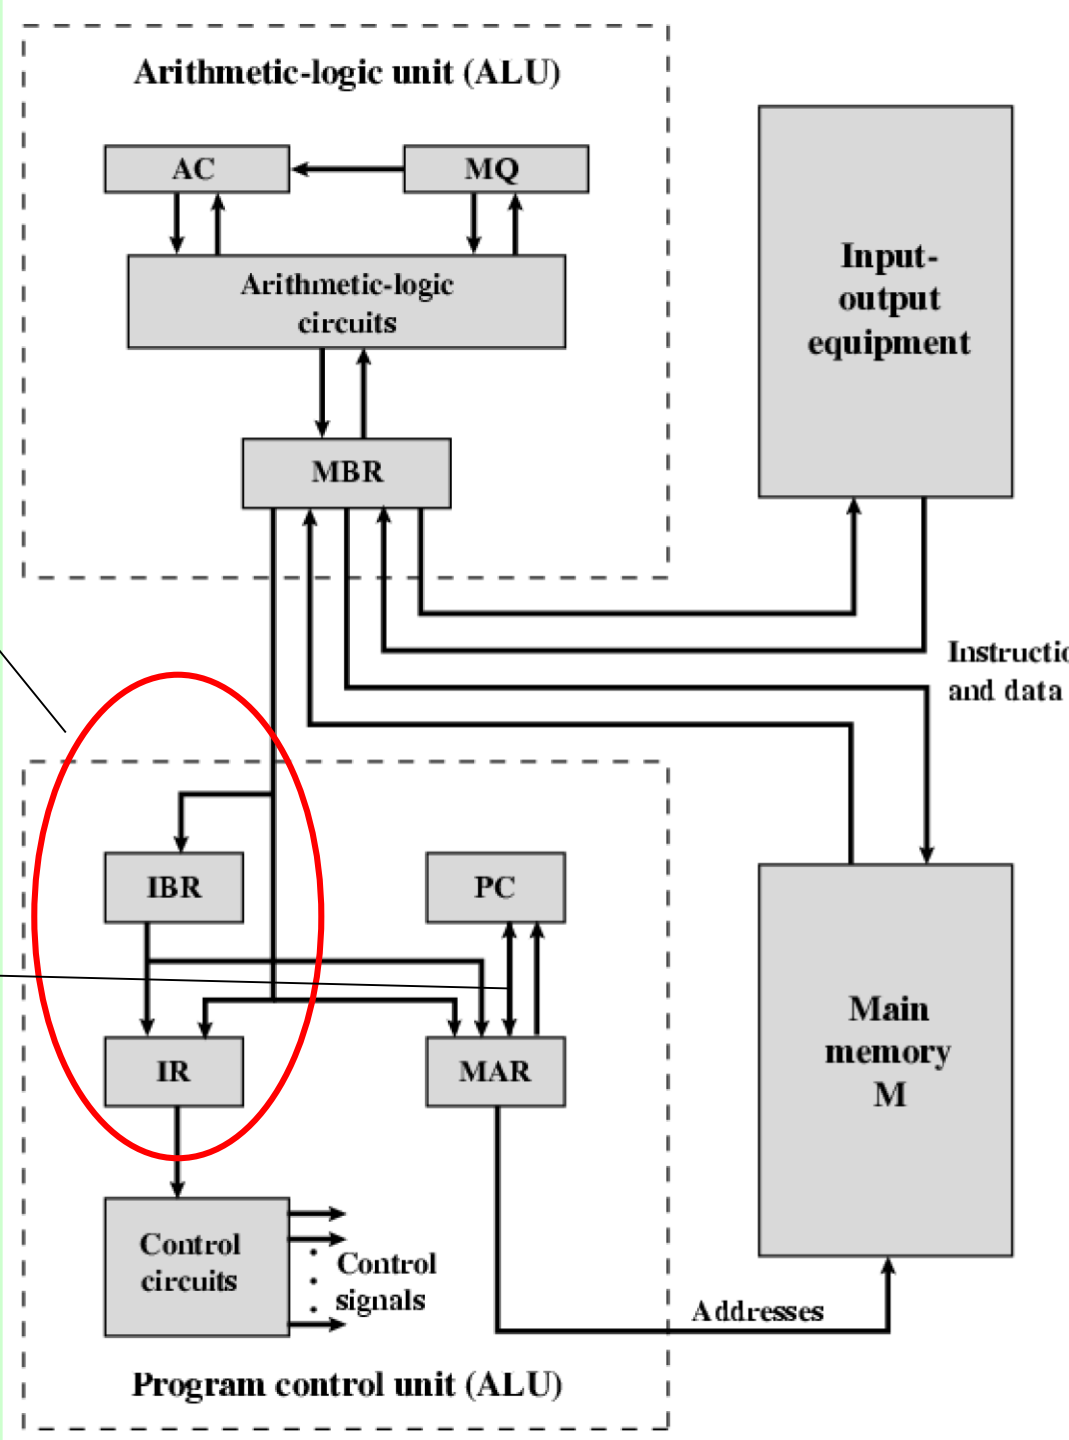 Arithmetic-logic unit (ALU)
AC
MQ
Arithmetic-logic
circuits
MBR
Input-
output
equipment
Instructio
and data
IBR
PC
IR
MAR
Main
memory
M
Control
circuits
Control
signals
Addresses
Program control unit (ALU)